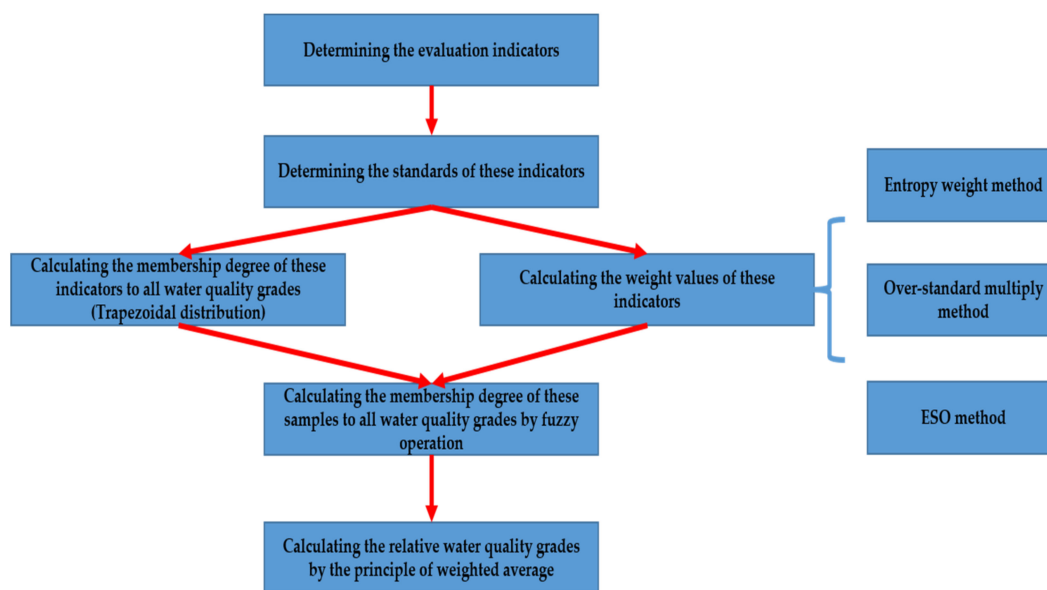 Determining the evaluation indicators
Determining the standards of these indicators
Calculating the membership degree of these
indicators to all water quality grades
(Trapezoidal distribution)
Calculating the weight values of these
indicators
Entropy weight method
Over-standard multiply
method
ESO method
Calculating the membership degree of these
samples to all water quality grades by fuzzy
operation
Calculating the relative water quality grades
by the principle of weighted average